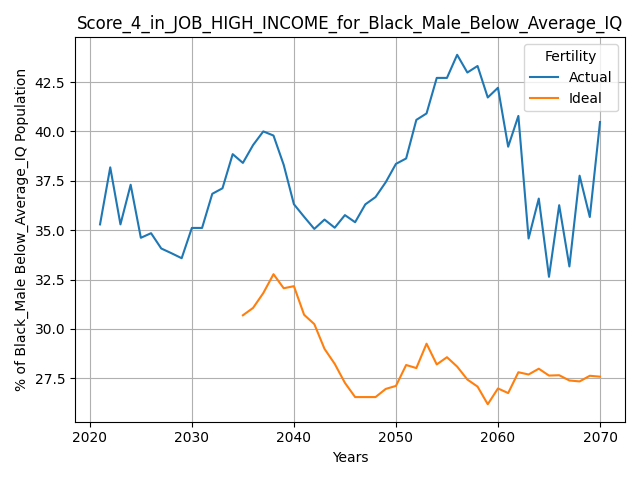 Score_4_in_JOB_HIGH_INCOME_for_Black_Male_Below_Average_IQ
% of Black_Male Below_Average_IQ Population
42.5
40.0
37.5
35.0
32.5
30.0
27.5
Fertility
Actual
Ideal
2020
2030
2040
2050
2060
2070
Years